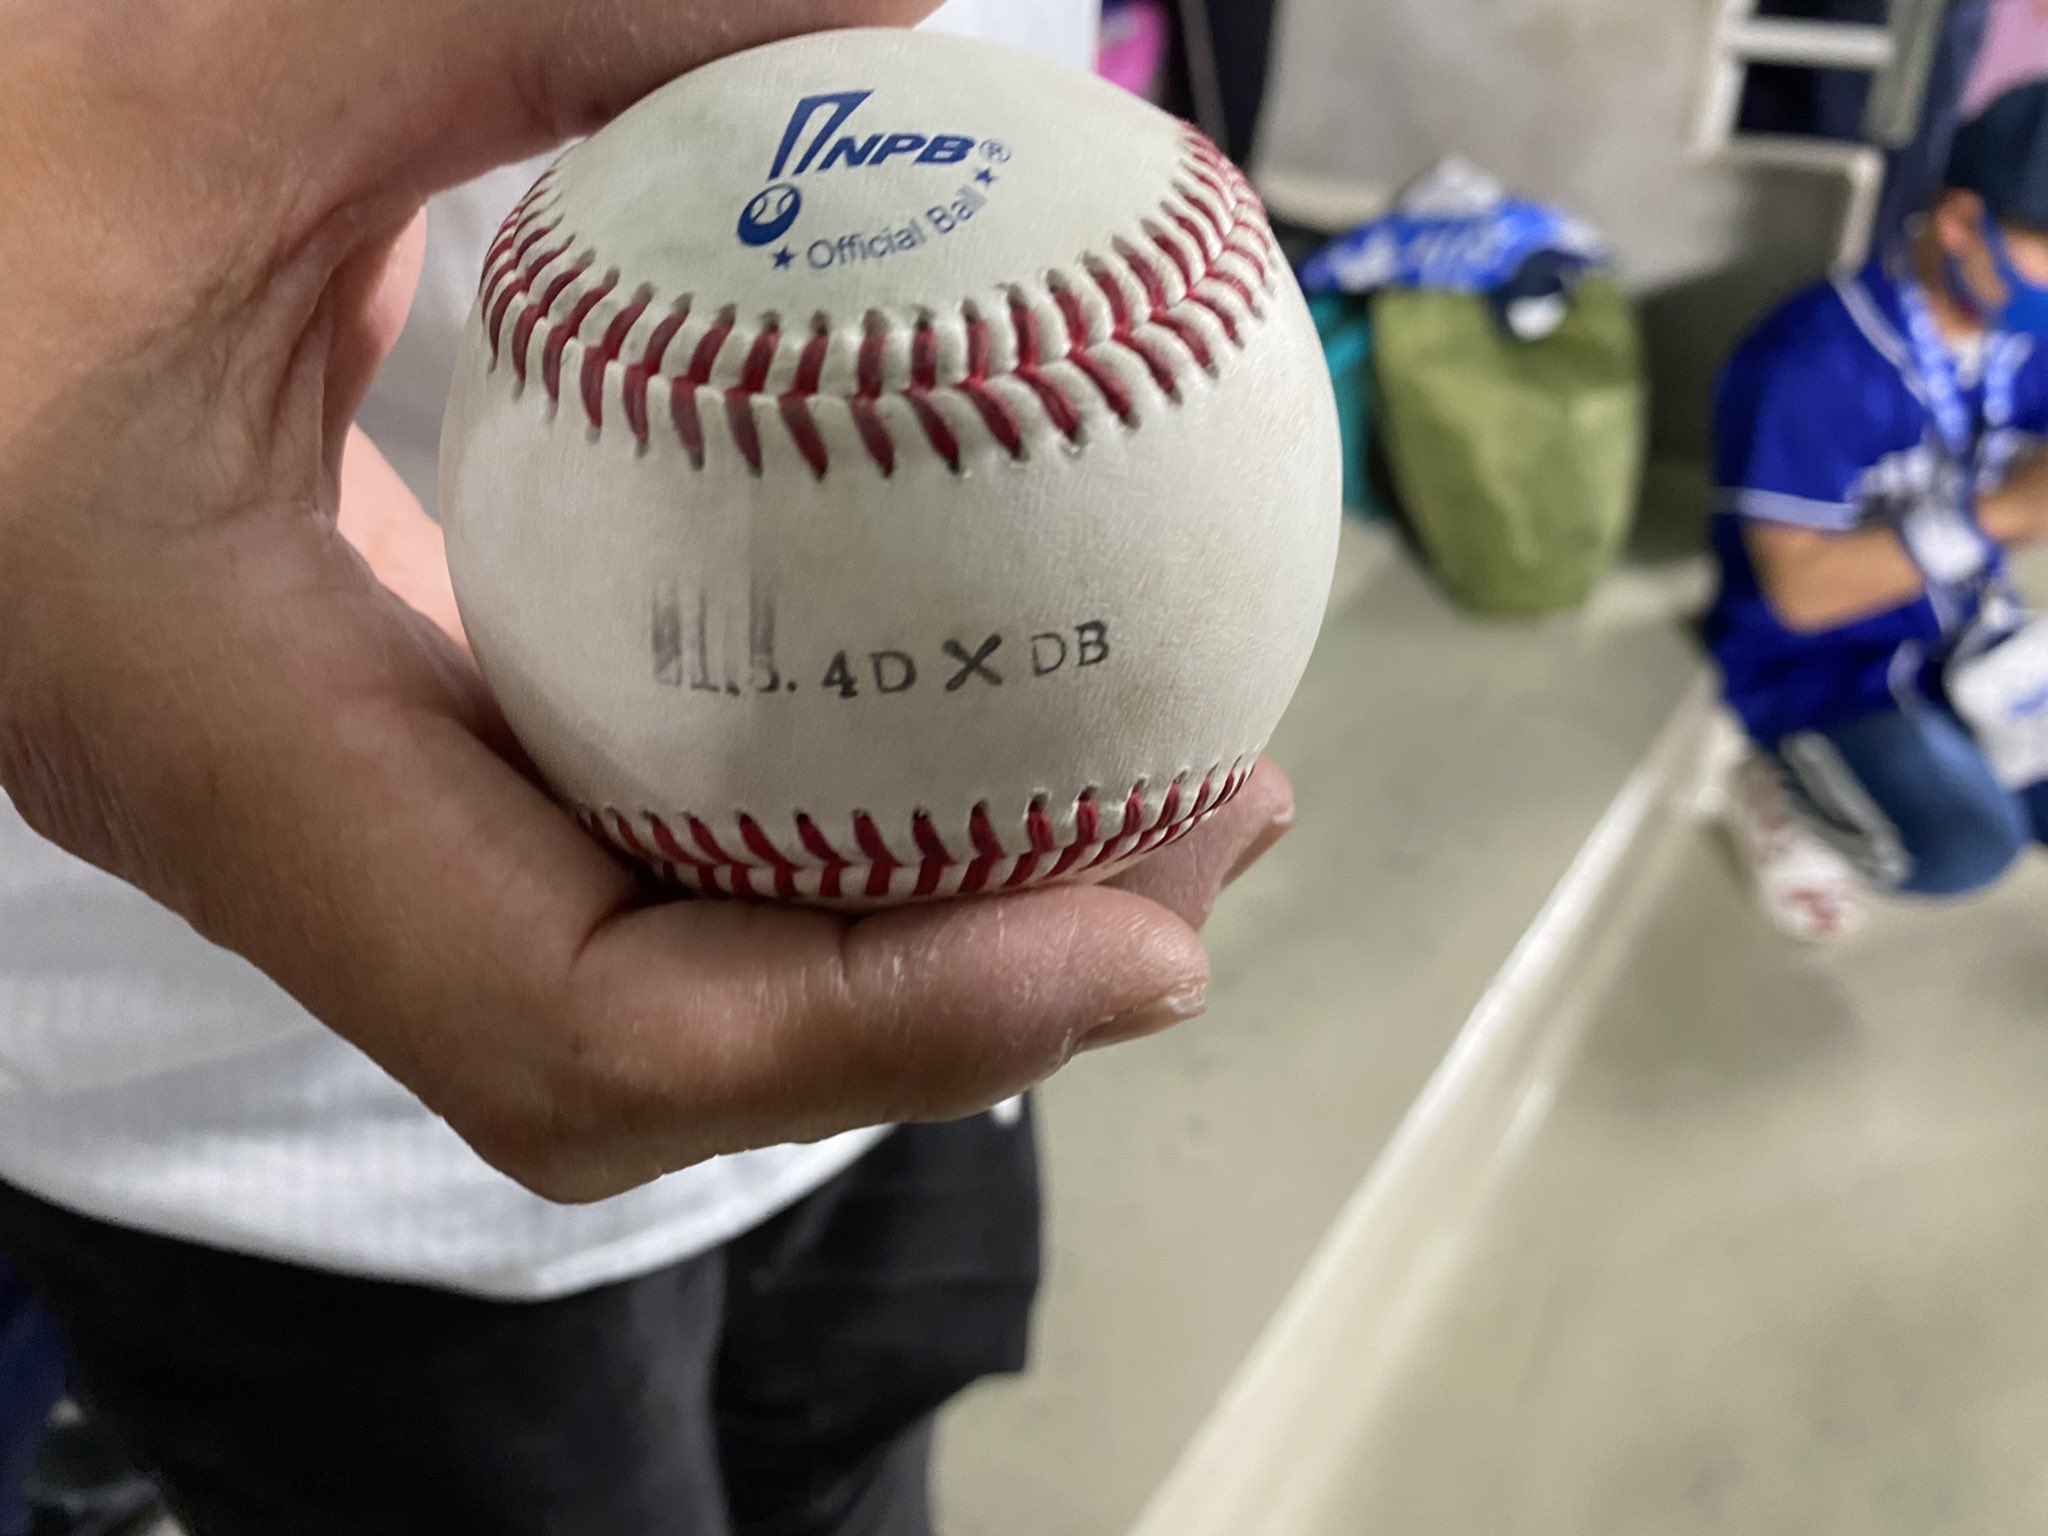 NPB®
★ Official Ball ★
4D X DB